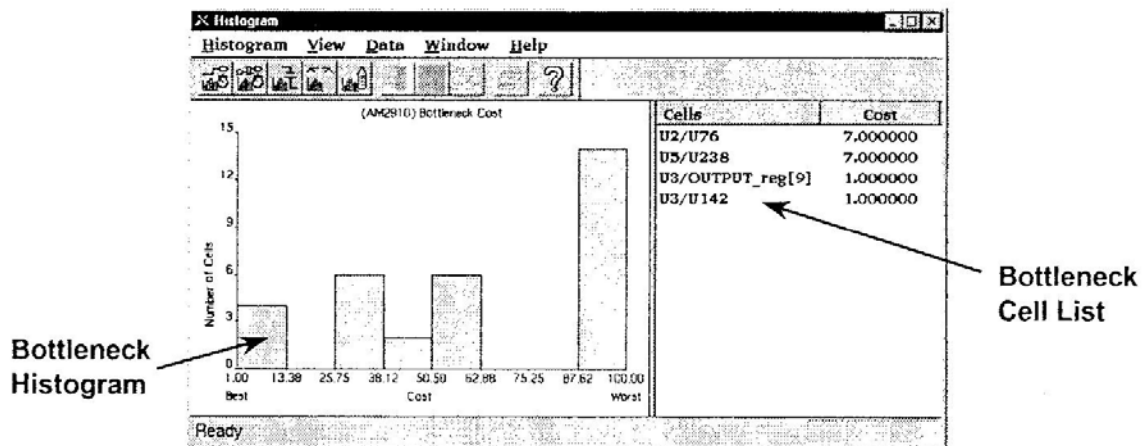 Histogram
Histogram View Data Window Help
(AM2910) Bottleneck Cost
15
12
9
6
3
0
Number of Cells
1.00 13.38 25.75 38.12 50.50 62.88 75.25 87.62 100.00
Best Cost Worst
Cells Cost
U2/U76 7.000000
U5/U238 7.000000
U3/OUTPUT_reg[9] 1.000000
U3/U142 1.000000
Bottleneck
Cell List
Bottleneck
Histogram
Ready